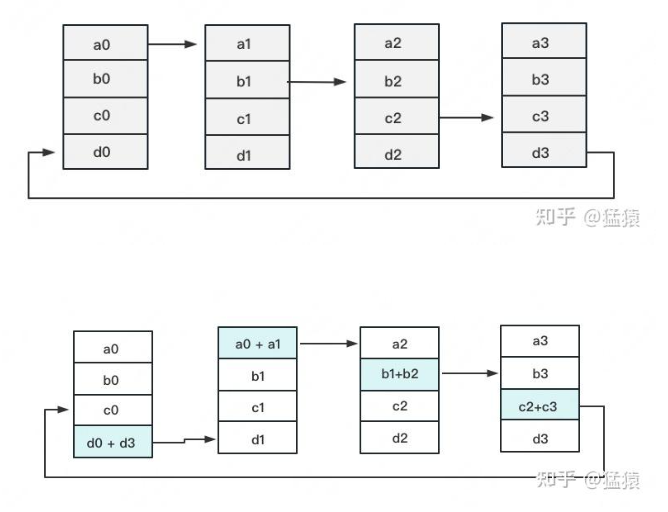 a0 a1 a2 a3
b0 b1 b2 b3
c0 c1 c2 c3
d0 d1 d2 d3
知乎 @猛猿
a0 a0 + a1 a2 a3
b0 b1 b1+b2 b3
c0 c1 c2 c2+c3
d0 + d3 d1 d2 d3
知乎 @猛猿